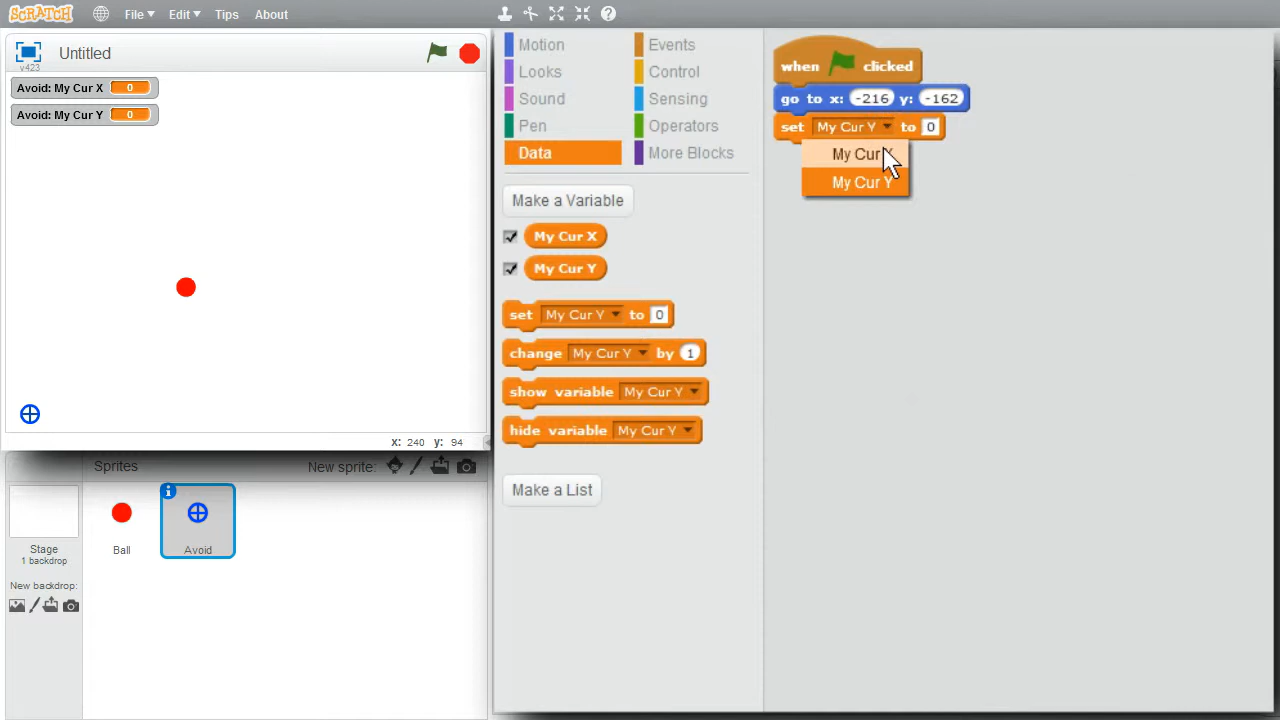 SCRATCH
File
Edit
Tips
About
v423
Untitled
Avoid: My Cur X 0
Avoid: My Cur Y 0
x: 240 y: 94
Sprites
New sprite:
Stage
1 backdrop
New backdrop:
Ball
Avoid
Motion
Looks
Sound
Pen
Data
Events
Control
Sensing
Operators
More Blocks
Make a Variable
My Cur X
My Cur Y
set My Cur Y to 0
change My Cur Y by 1
show variable My Cur Y
hide variable My Cur Y
Make a List
when clicked
go to x: -216 y: -162
set My Cur Y to 0
My Cur
My Cur Y